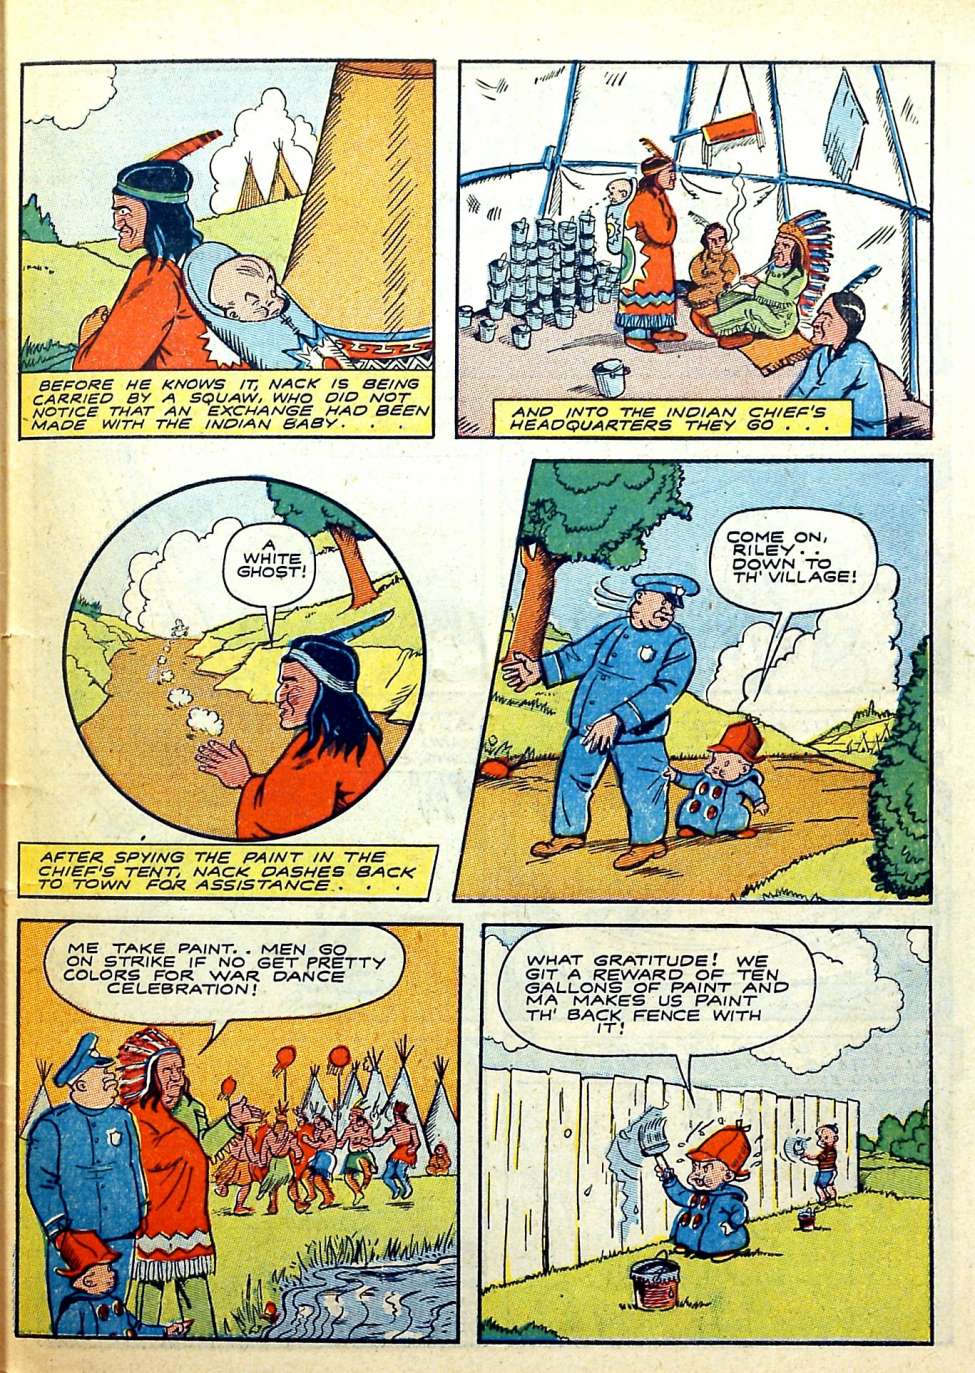 BEFORE HE KNOWS IT, NACK IS BEING
CARRIED BY A SQUAW, WHO DID NOT
NOTICE THAT AN EXCHANGE HAD BEEN
MADE WITH THE INDIAN BABY . . .
AND INTO THE INDIAN CHIEF'S
HEADQUARTERS THEY GO . . .
A
WHITE
GHOST!
AFTER SPYING THE PAINT IN THE
CHIEF'S TENT, NACK DASHES BACK
TO TOWN FOR ASSISTANCE . . . .
COME ON,
RILEY . .
DOWN TO
TH' VILLAGE!
ME TAKE PAINT . . MEN GO
ON STRIKE IF NO GET PRETTY
COLORS FOR WAR DANCE
CELEBRATION!
WHAT GRATITUDE! WE
GIT A REWARD OF TEN
GALLONS OF PAINT AND
MA MAKES US PAINT
TH' BACK FENCE WITH
IT!